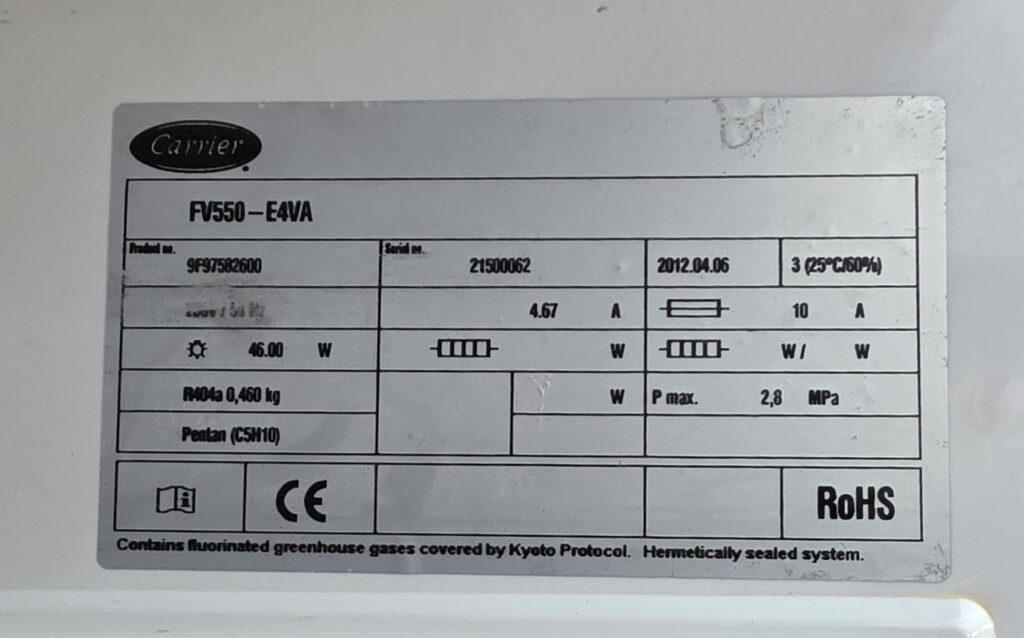 Carrier
FV550-E4VA
Product no. Serial no.
9F97582600 21500062 2012.04.06 3 (25°C/60%)
4.67 A 10 A
46.00 W W W / W
R404a 0,460 kg W P max. 2,8 MPa
Pentan (C5H10)
i CE RoHS
Contains fluorinated greenhouse gases covered by Kyoto Protocol. Hermetically sealed system.